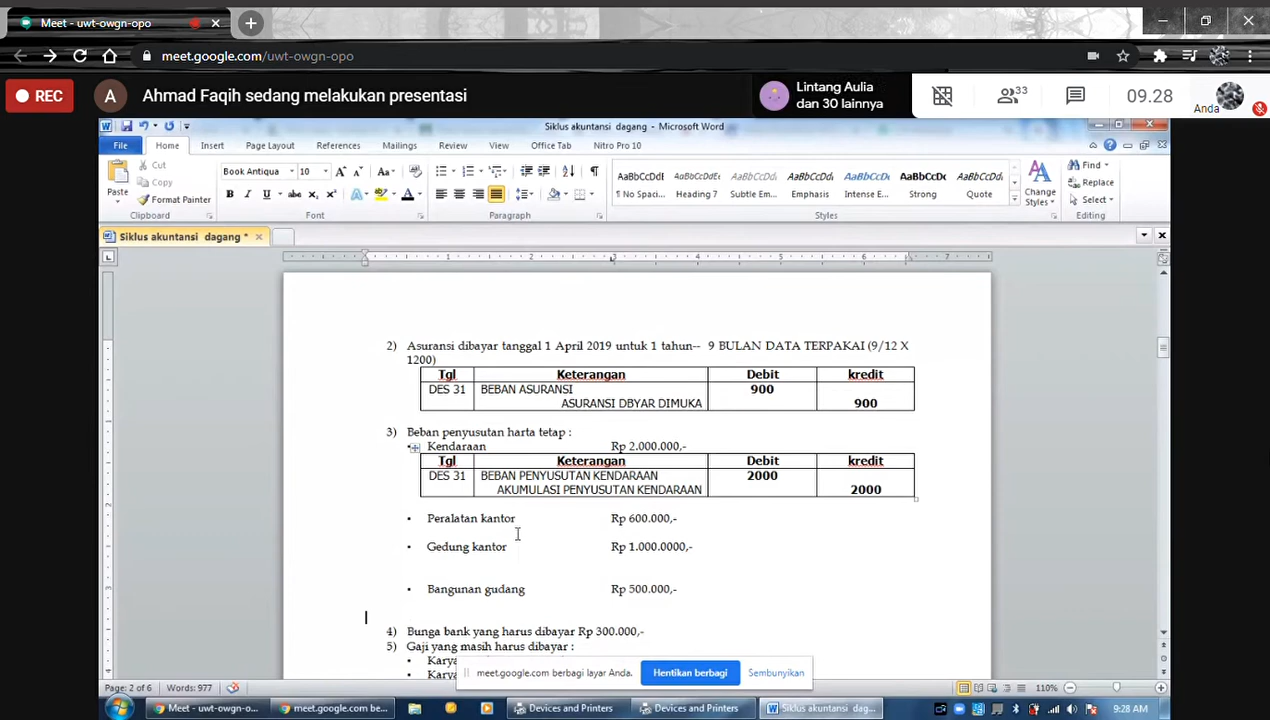 Meet - uwt-owgn-opo
meet.google.com/uwt-owgn-opo
REC
A
Ahmad Faqih sedang melakukan presentasi
Lintang Aulia
dan 30 lainnya
33
09.28
Anda
Siklus akuntansi dagang - Microsoft Word
File Home Insert Page Layout References Mailings Review View Office Tab Nitro Pro 10
Paste
Cut
Copy
Format Painter
Clipboard
Book Antiqua 10
Font
Paragraph
AaBbCcDc AaBbCcDc AaBbCcDc AaBbCcDc AaBbCcDc AaBbCcDc AaBbCcDc
¶ No Spaci... Heading 7 Subtle Em... Emphasis Intense E... Strong Quote
Change
Styles
Styles
Find
Replace
Select
Editing
Siklus akuntansi dagang *
2) Asuransi dibayar tanggal 1 April 2019 untuk 1 tahun-- 9 BULAN DATA TERPAKAI (9/12 X
1200)
Tgl Keterangan Debit kredit
DES 31 BEBAN ASURANSI 900
ASURANSI DBYAR DIMUKA 900
3) Beban penyusutan harta tetap :
• Kendaraan Rp 2.000.000,-
Tgl Keterangan Debit kredit
DES 31 BEBAN PENYUSUTAN KENDARAAN 2000
AKUMULASI PENYUSUTAN KENDARAAN 2000
• Peralatan kantor Rp 600.000,-
• Gedung kantor Rp 1.000.0000,-
• Bangunan gudang Rp 500.000,-
4) Bunga bank yang harus dibayar Rp 300.000,-
5) Gaji yang masih harus dibayar :
meet.google.com berbagi layar Anda. Hentikan berbagi Sembunyikan
Page: 2 of 6 Words: 977 110%
Meet - uwt-owgn-o... meet.google.com be... Devices and Printers Devices and Printers Siklus akuntansi dag... 9:28 AM